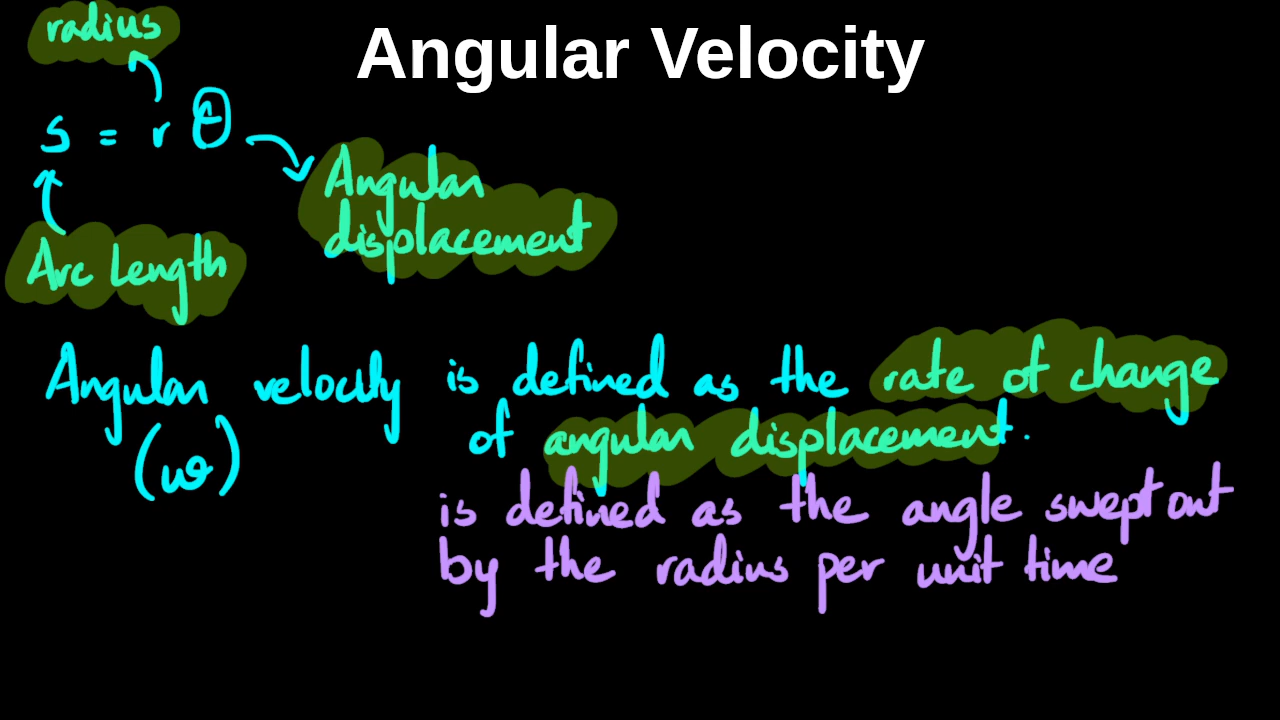 Angular Velocity
radius
s = r θ
Angular
displacement
Arc Length
Angular velocity is defined as the rate of change
(ω) of angular displacement.
is defined as the angle swept out
by the radius per unit time